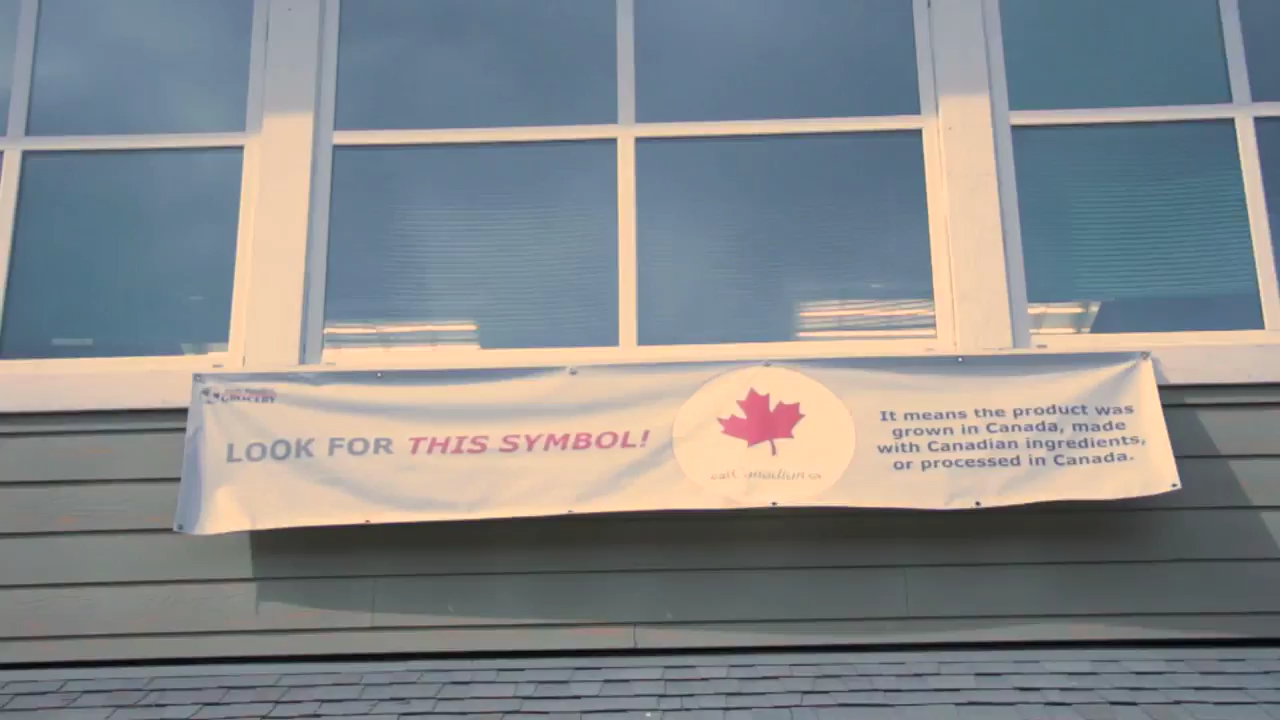 GROCERY
LOOK FOR THIS SYMBOL!
It means the product was
grown in Canada, made
with Canadian ingredients,
or processed in Canada.